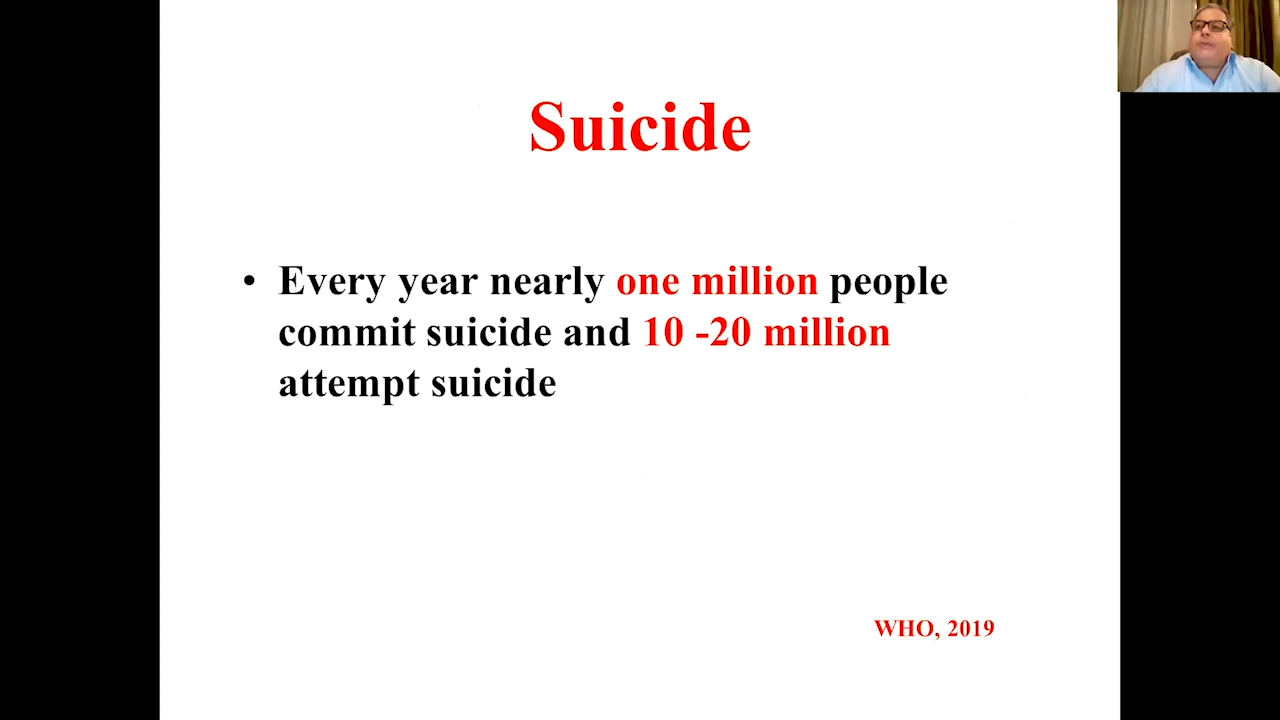 Suicide
• Every year nearly one million people
commit suicide and 10 -20 million
attempt suicide
WHO, 2019